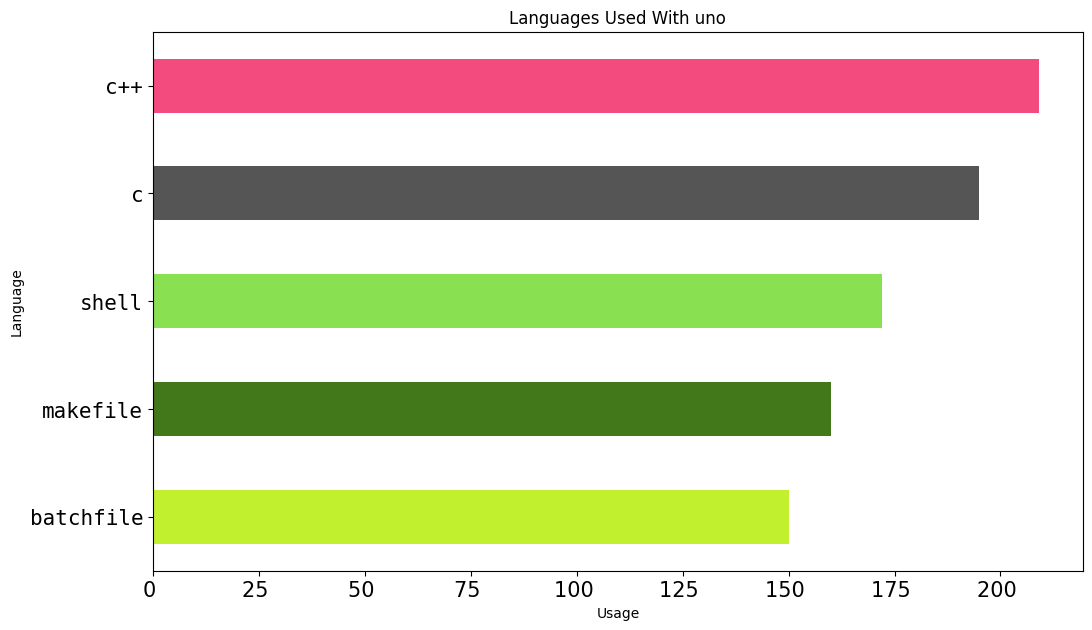 Languages Used With uno
Language
c++
c
shell
makefile
batchfile
0 25 50 75 100 125 150 175 200
Usage